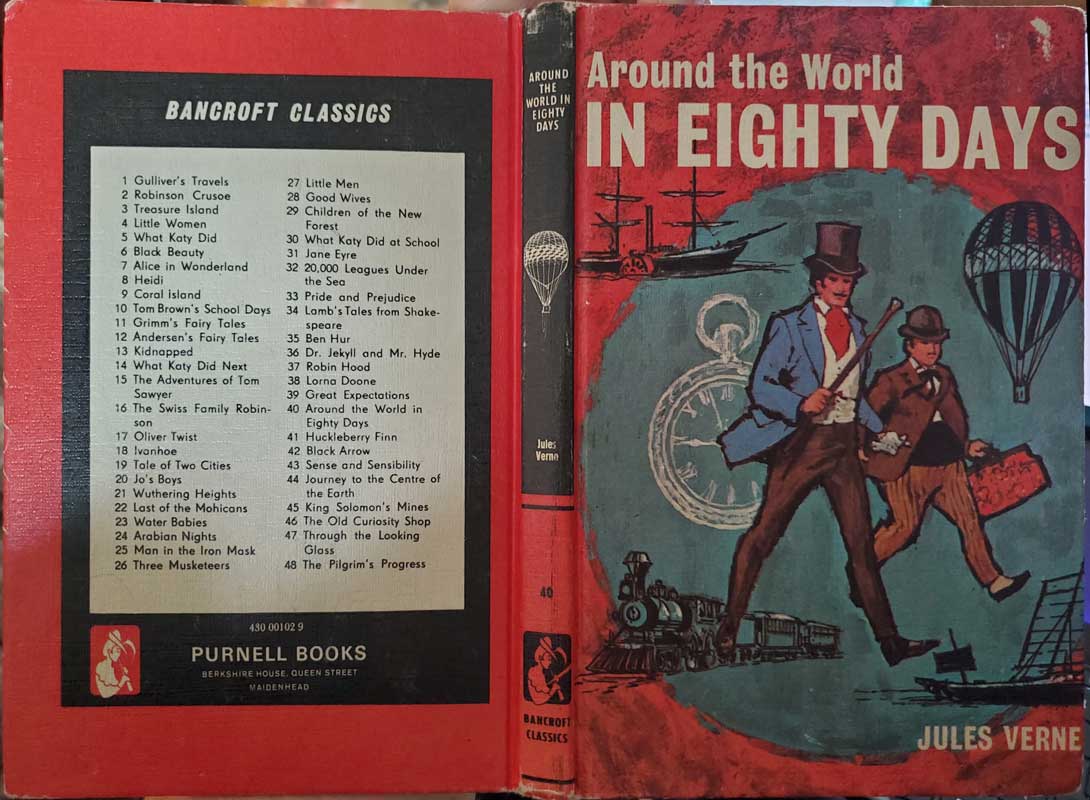 BANCROFT CLASSICS
1 Gulliver's Travels
2 Robinson Crusoe
3 Treasure Island
4 Little Women
5 What Katy Did
6 Black Beauty
7 Alice in Wonderland
8 Heidi
9 Coral Island
10 Tom Brown's School Days
11 Grimm's Fairy Tales
12 Andersen's Fairy Tales
13 Kidnapped
14 What Katy Did Next
15 The Adventures of Tom
Sawyer
16 The Swiss Family Robin-
son
17 Oliver Twist
18 Ivanhoe
19 Tale of Two Cities
20 Jo's Boys
21 Wuthering Heights
22 Last of the Mohicans
23 Water Babies
24 Arabian Nights
25 Man in the Iron Mask
26 Three Musketeers
27 Little Men
28 Good Wives
29 Children of the New
Forest
30 What Katy Did at School
31 Jane Eyre
32 20,000 Leagues Under
the Sea
33 Pride and Prejudice
34 Lamb's Tales from Shake-
speare
35 Ben Hur
36 Dr. Jekyll and Mr. Hyde
37 Robin Hood
38 Lorna Doone
39 Great Expectations
40 Around the World in
Eighty Days
41 Huckleberry Finn
42 Black Arrow
43 Sense and Sensibility
44 Journey to the Centre of
the Earth
45 King Solomon's Mines
46 The Old Curiosity Shop
47 Through the Looking
Glass
48 The Pilgrim's Progress
430 00102 9
PURNELL BOOKS
BERKSHIRE HOUSE, QUEEN STREET
MAIDENHEAD
AROUND
THE
WORLD IN
EIGHTY
DAYS
Jules
Verne
40
BANCROFT
CLASSICS
Around the World
IN EIGHTY DAYS
JULES VERNE